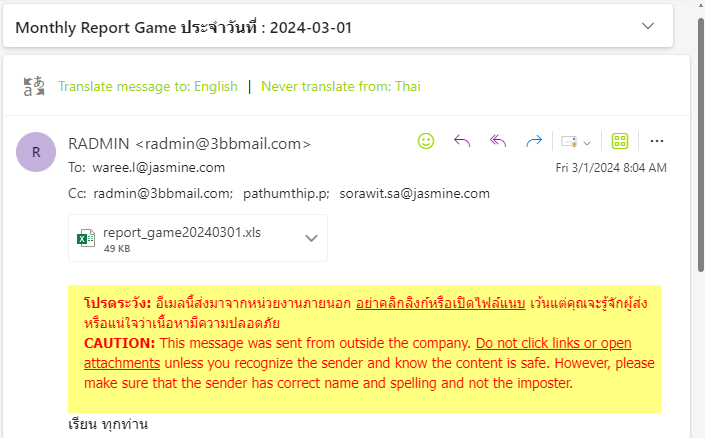 Monthly Report Game ประจำวันที่ : 2024-03-01
Translate message to: English | Never translate from: Thai
R
RADMIN <radmin@3bbmail.com>
To: waree.l@jasmine.com
Fri 3/1/2024 8:04 AM
Cc: radmin@3bbmail.com; pathumthip.p; sorawit.sa@jasmine.com
report_game20240301.xls
49 KB
โปรดระวัง: อีเมลนี้ส่งมาจากหน่วยงานภายนอก อย่าคลิกลิงก์หรือเปิดไฟล์แนบ เว้นแต่คุณจะรู้จักผู้ส่ง
หรือแน่ใจว่าเนื้อหามีความปลอดภัย
CAUTION: This message was sent from outside the company. Do not click links or open
attachments unless you recognize the sender and know the content is safe. However, please
make sure that the sender has correct name and spelling and not the imposter.
เรียน ทุกท่าน